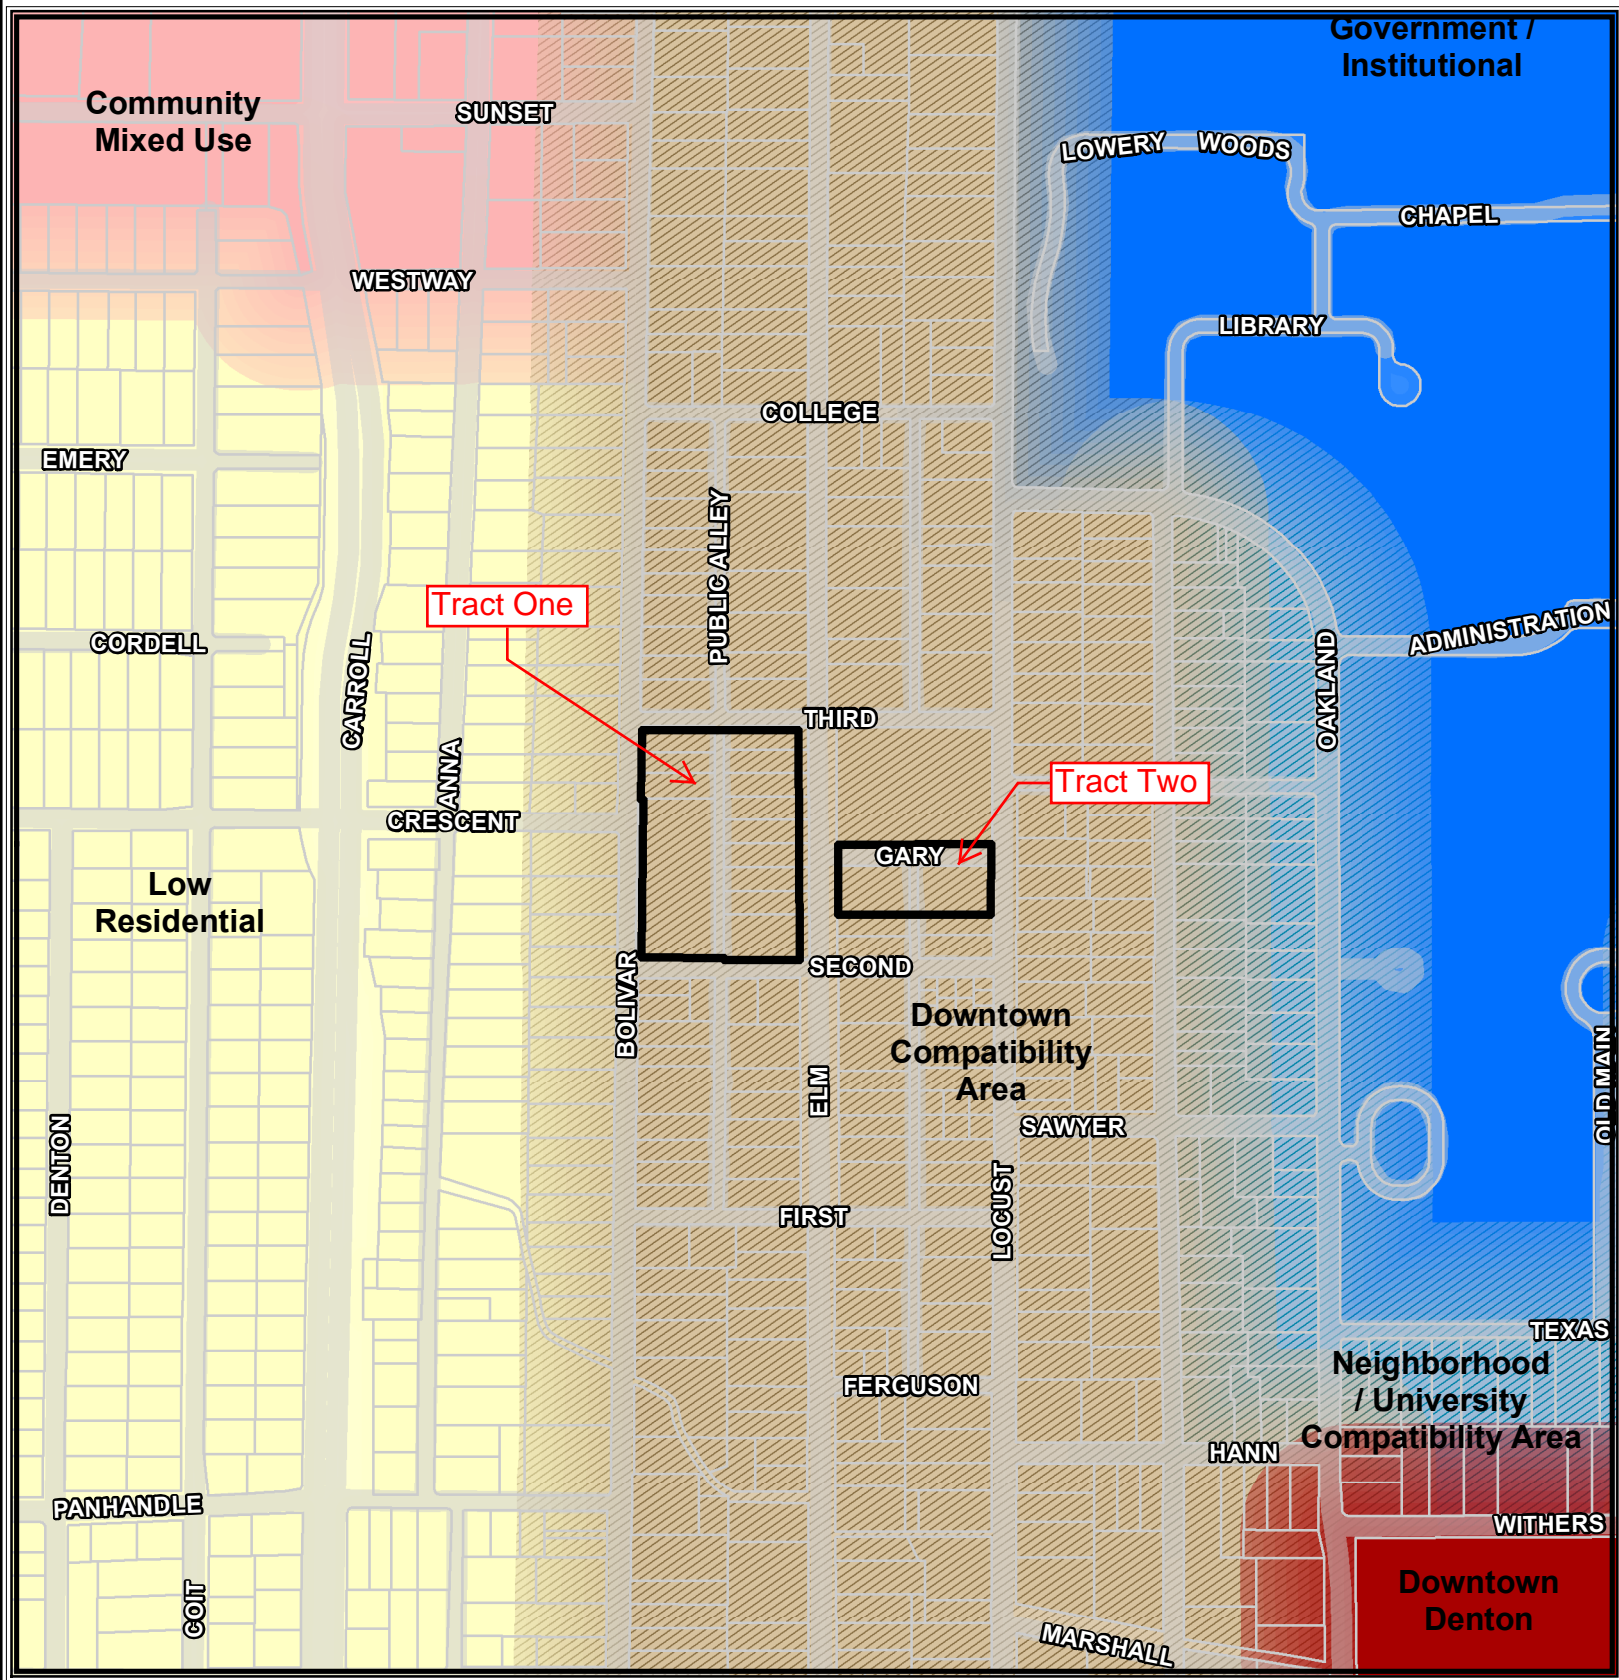 Government /
Institutional
Community
Mixed Use
SUNSET
LOWERY WOODS
CHAPEL
WESTWAY
LIBRARY
COLLEGE
EMERY
PUBLIC ALLEY
Tract One
ADMINISTRATION
CORDELL
CARROLL
OAKLAND
THIRD
ANNA
Tract Two
CRESCENT
GARY
Low
Residential
BOLIVAR
SECOND
Downtown
Compatibility
Area
ELM
OLD MAIN
SAWYER
DENTON
LOCUST
FIRST
TEXAS
Neighborhood
/ University
Compatibility Area
FERGUSON
HANN
PANHANDLE
WITHERS
COIT
Downtown
Denton
MARSHALL